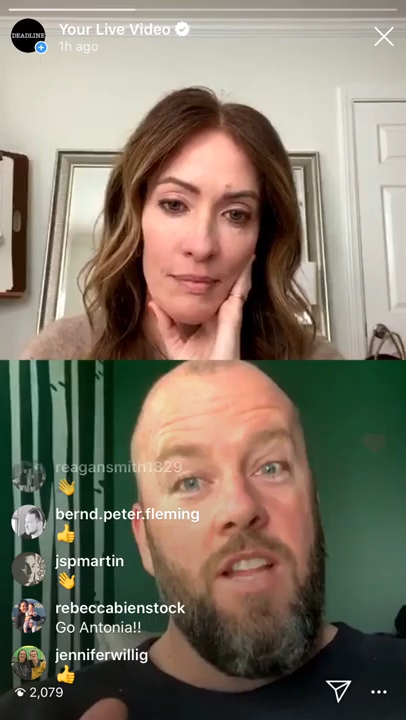 DEADLINE
Your Live Video
1h ago
reagansmith1829
bernd.peter.fleming
jspmartin
rebeccabienstock
Go Antonia!!
jenniferwillig
2,079